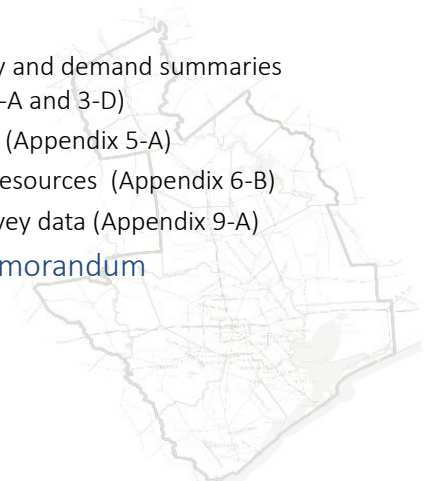 y and demand summaries
-A and 3-D)
(Appendix 5-A)
esources (Appendix 6-B)
vey data (Appendix 9-A)
morandum